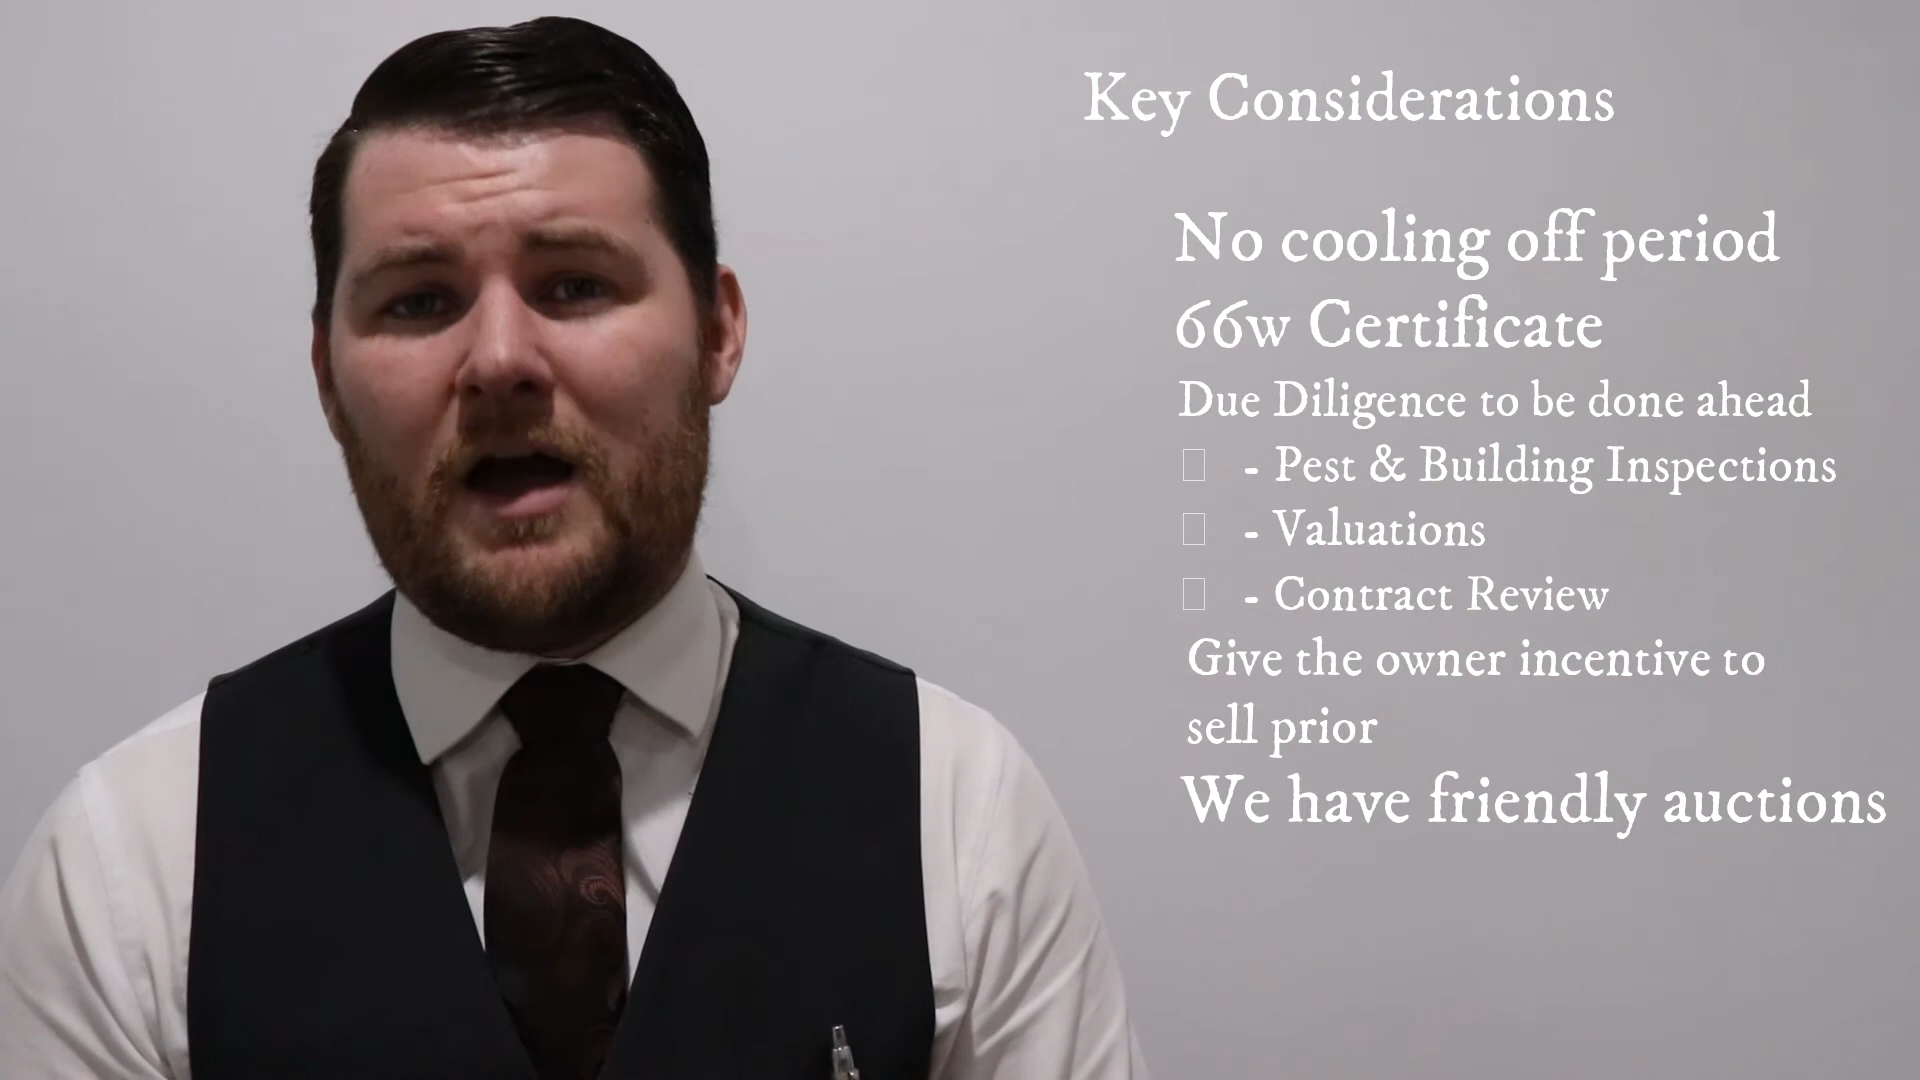 Key Considerations
No cooling off period
66w Certificate
Due Diligence to be done ahead
- Pest & Building Inspections
- Valuations
- Contract Review
Give the owner incentive to
sell prior
We have friendly auctions